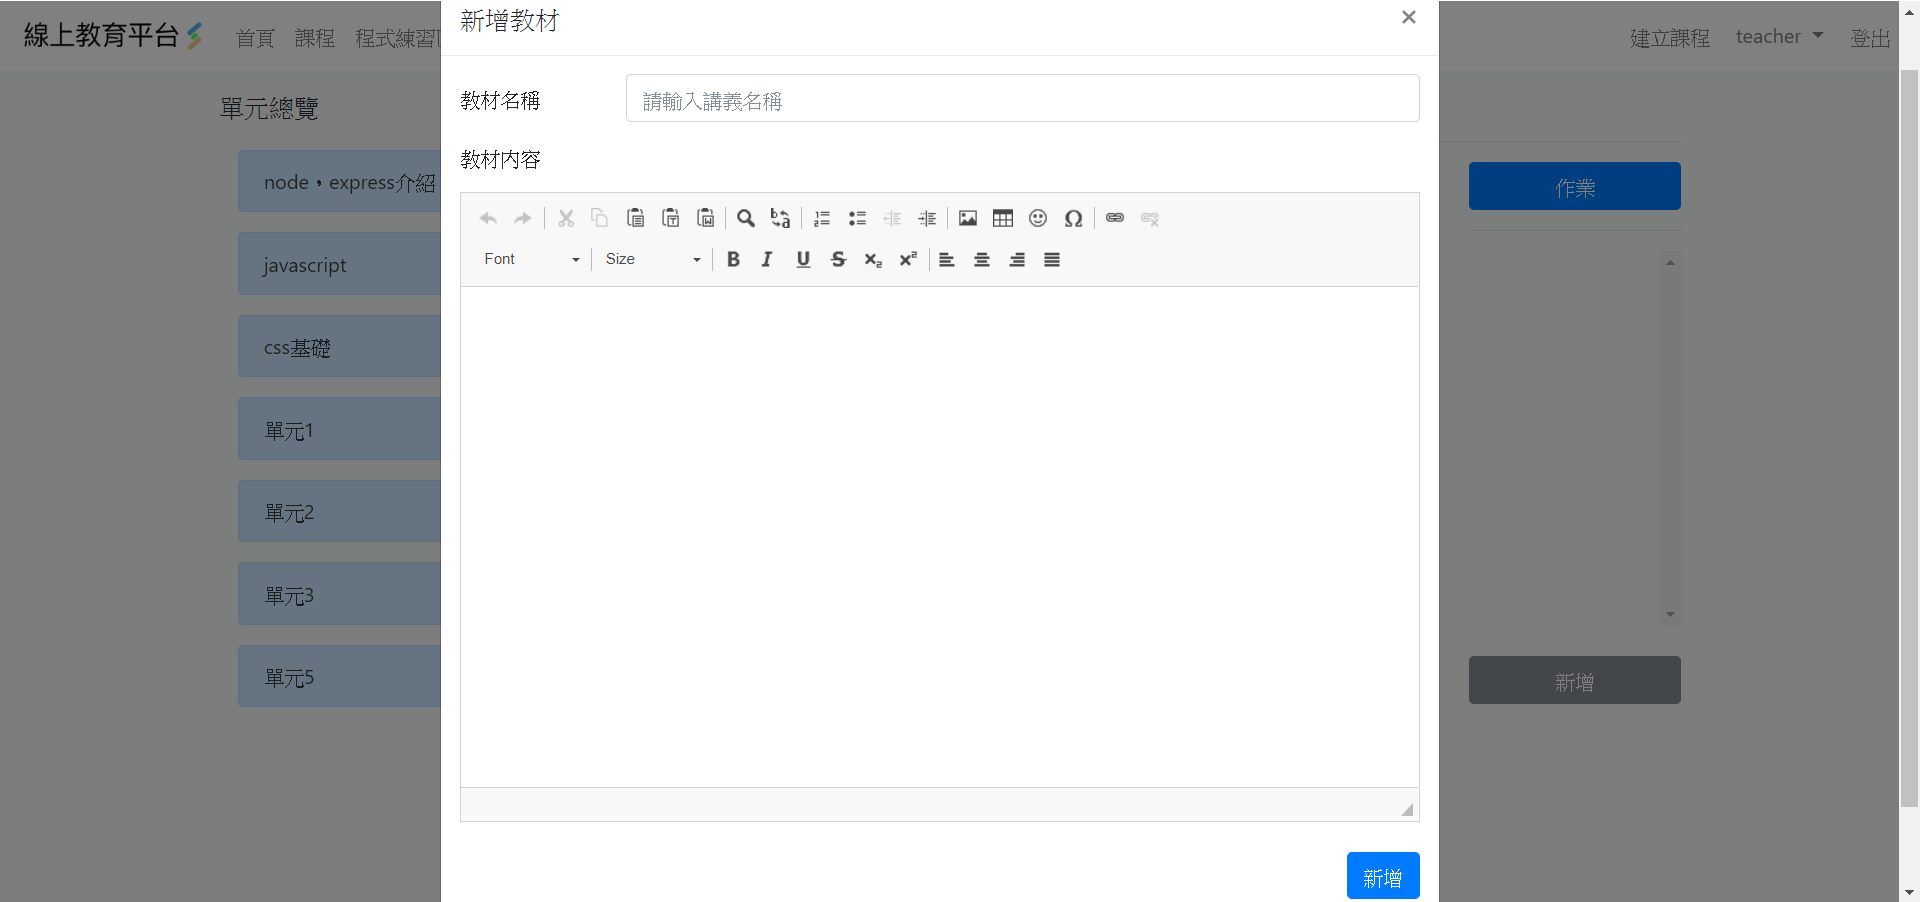 線上教育平台
首頁
課程
程式練習
建立課程
teacher
登出
單元總覽
node，express介紹
javascript
css基礎
單元1
單元2
單元3
單元5
新增教材
×
教材名稱
請輸入講義名稱
教材內容
Font
Size
新增
作業
新增